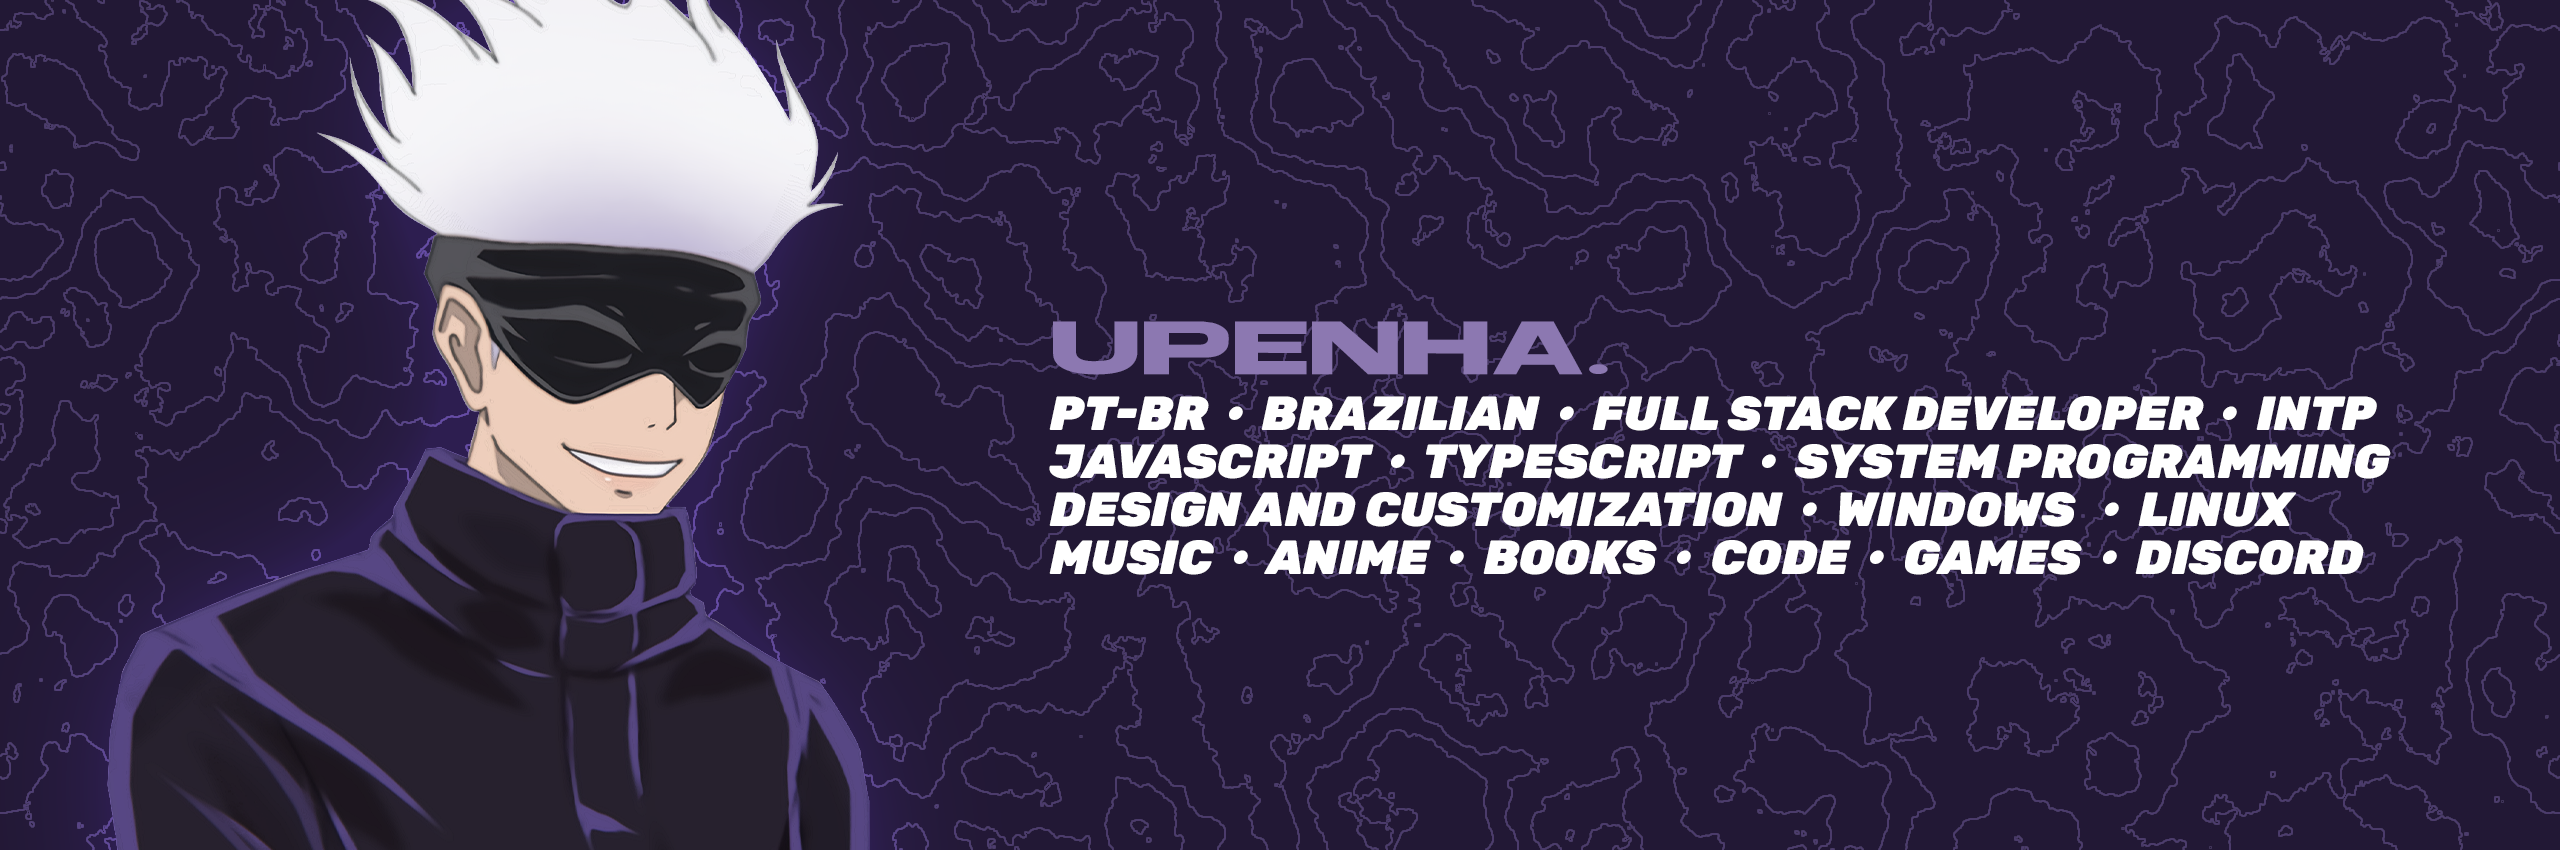 UPENHA.
PT-BR • BRAZILIAN • FULL STACK DEVELOPER • INTP
JAVASCRIPT • TYPESCRIPT • SYSTEM PROGRAMMING
DESIGN AND CUSTOMIZATION • WINDOWS • LINUX
MUSIC • ANIME • BOOKS • CODE • GAMES • DISCORD